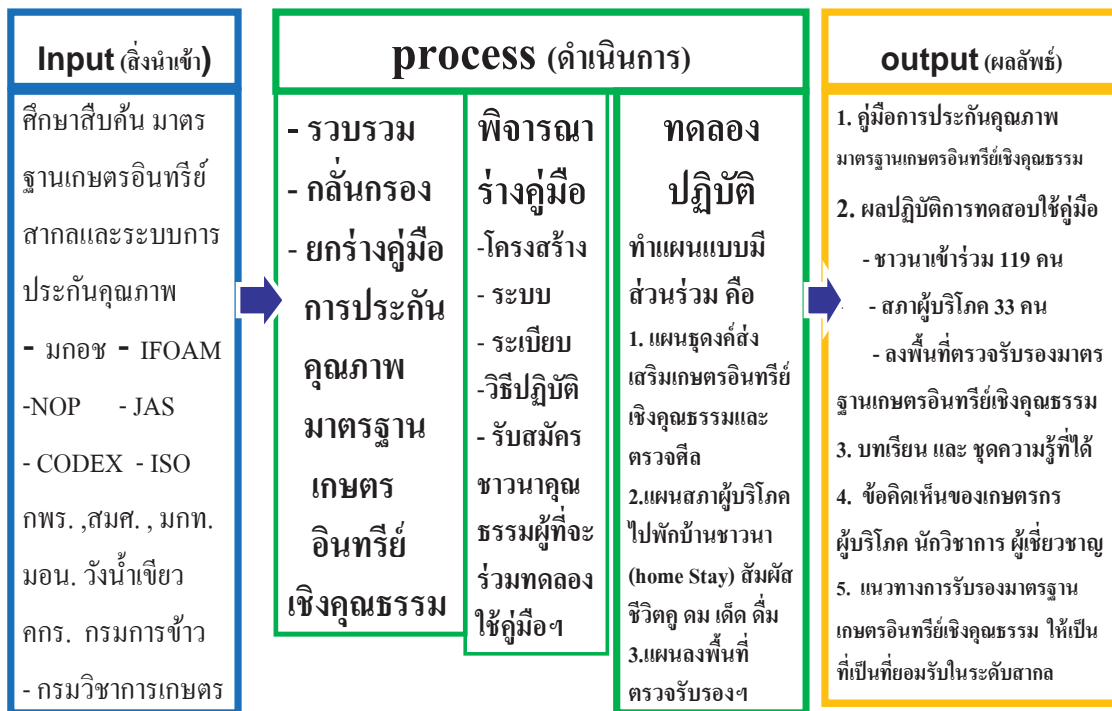 Input (สิ่งนำเข้า)
ศึกษาสืบค้น มาตร
ฐานเกษตรอินทรีย์
สากลและระบบการ
ประกันคุณภาพ
- มกอช - IFOAM
-NOP - JAS
- CODEX - ISO
กพร. ,สมศ. , มกท.
มอน. วังน้ำเขียว
คกร. กรมการข้าว
- กรมวิชาการเกษตร
process (ดำเนินการ)
- รวบรวม
- กลั่นกรอง
- ยกร่างคู่มือ
การประกัน
คุณภาพ
มาตรฐาน
เกษตร
อินทรีย์
เชิงคุณธรรม
พิจารณา
ร่างคู่มือ
-โครงสร้าง
- ระบบ
- ระเบียบ
-วิธีปฏิบัติ
- รับสมัคร
ชาวนาคุณ
ธรรมผู้ที่จะ
ร่วมทดลอง
ใช้คู่มือฯ
ทดลอง
ปฏิบัติ
ทำแผนแบบมี
ส่วนร่วม คือ
1. แผนธุดงค์ส่ง
เสริมเกษตรอินทรีย์
เชิงคุณธรรมและ
ตรวจศีล
2.แผนสภาผู้บริโภค
ไปพักบ้านชาวนา
(home Stay) สัมผัส
ชีวิตดู ดม เด็ด ดื่ม
3.แผนลงพื้นที่
ตรวจรับรองฯ
output (ผลลัพธ์)
1. คู่มือการประกันคุณภาพ
มาตรฐานเกษตรอินทรีย์เชิงคุณธรรม
2. ผลปฏิบัติการทดสอบใช้คู่มือ
- ชาวนาเข้าร่วม 119 คน
- สภาผู้บริโภค 33 คน
- ลงพื้นที่ตรวจรับรองมาตร
ฐานเกษตรอินทรีย์เชิงคุณธรรม
3. บทเรียน และ ชุดความรู้ที่ได้
4. ข้อคิดเห็นของเกษตรกร
ผู้บริโภค นักวิชาการ ผู้เชี่ยวชาญ
5. แนวทางการรับรองมาตรฐาน
เกษตรอินทรีย์เชิงคุณธรรม ให้เป็น
ที่เป็นที่ยอมรับในระดับสากล